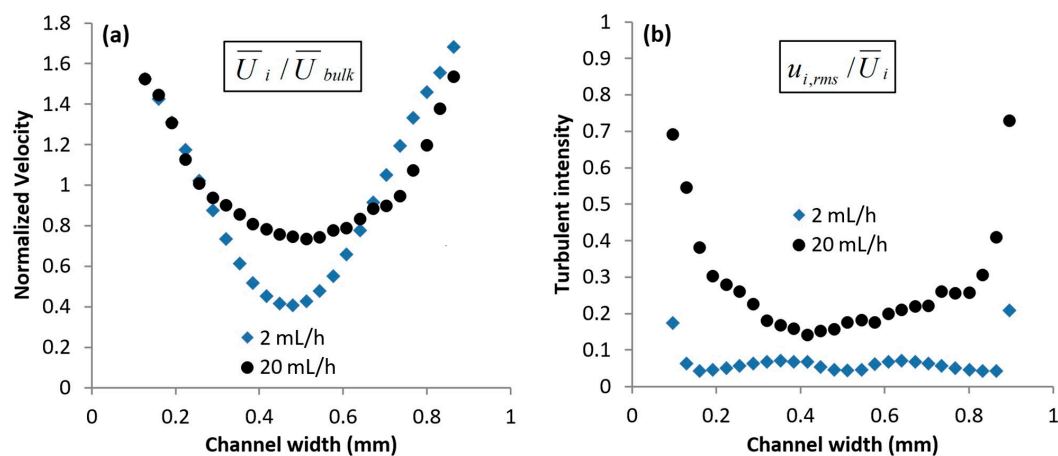 (a)
U̅ i / U̅ bulk
Normalized Velocity
1.8
1.6
1.4
1.2
1
0.8
0.6
0.4
0.2
0
2 mL/h
20 mL/h
0 0.2 0.4 0.6 0.8 1
Channel width (mm)
(b)
u i,rms / U̅ i
Turbulent intensity
1
0.9
0.8
0.7
0.6
0.5
0.4
0.3
0.2
0.1
0
2 mL/h
20 mL/h
0 0.2 0.4 0.6 0.8 1
Channel width (mm)